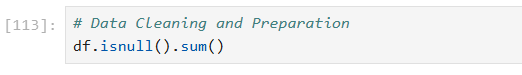 [113]: # Data Cleaning and Preparation
df.isnull().sum()